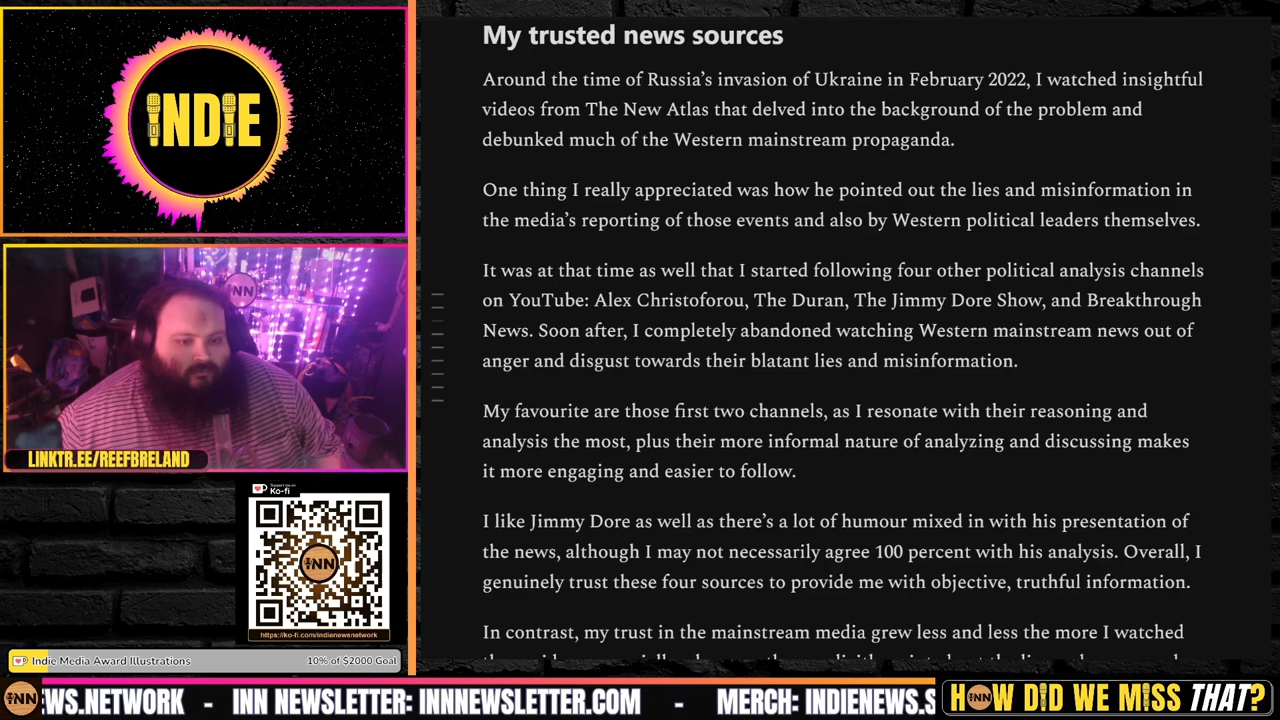 INDIE
LINKTR.EE/REEFBRELAND
Support me on
Ko-fi
INN
https://ko-fi.com/indienewsnetwork
Indie Media Award Illustrations
10% of $2000 Goal
My trusted news sources
Around the time of Russia's invasion of Ukraine in February 2022, I watched insightful
videos from The New Atlas that delved into the background of the problem and
debunked much of the Western mainstream propaganda.
One thing I really appreciated was how he pointed out the lies and misinformation in
the media's reporting of those events and also by Western political leaders themselves.
It was at that time as well that I started following four other political analysis channels
on YouTube: Alex Christoforou, The Duran, The Jimmy Dore Show, and Breakthrough
News. Soon after, I completely abandoned watching Western mainstream news out of
anger and disgust towards their blatant lies and misinformation.
My favourite are those first two channels, as I resonate with their reasoning and
analysis the most, plus their more informal nature of analyzing and discussing makes
it more engaging and easier to follow.
I like Jimmy Dore as well as there's a lot of humour mixed in with his presentation of
the news, although I may not necessarily agree 100 percent with his analysis. Overall, I
genuinely trust these four sources to provide me with objective, truthful information.
In contrast, my trust in the mainstream media grew less and less the more I watched
INN
EWS.NETWORK - INN NEWSLETTER: INNNEWSLETTER.COM - MERCH: INDIENEWS.S
HOW DID WE MISS THAT?